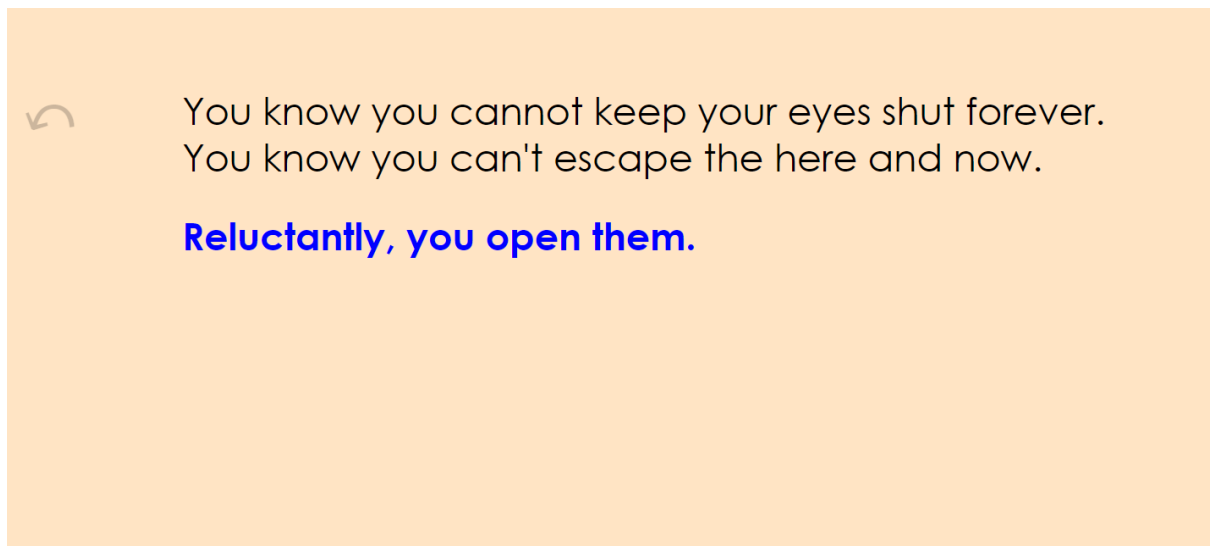 You know you cannot keep your eyes shut forever.
You know you can't escape the here and now.
Reluctantly, you open them.